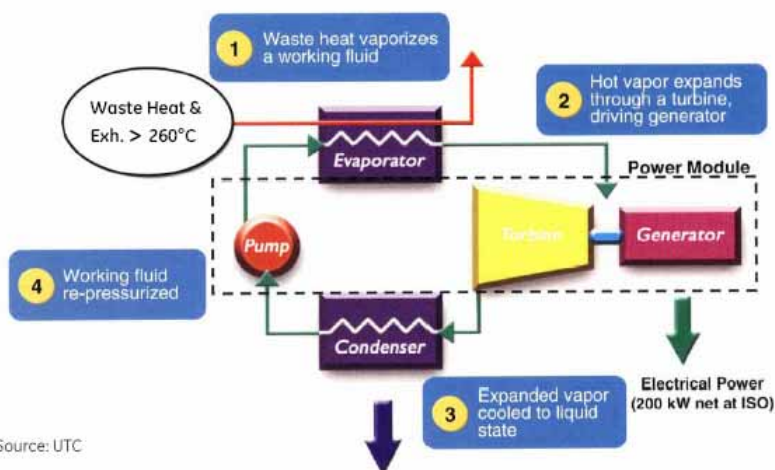 1
Waste heat vaporizes
a working fluid
Waste Heat &
Exh. > 260°C
2
Hot vapor expands
through a turbine,
driving generator
Evaporator
Power Module
Pump
Turbine
Generator
4
Working fluid
re-pressurized
Condenser
3
Expanded vapor
cooled to liquid
state
Electrical Power
(200 kW net at ISO)
Source: UTC